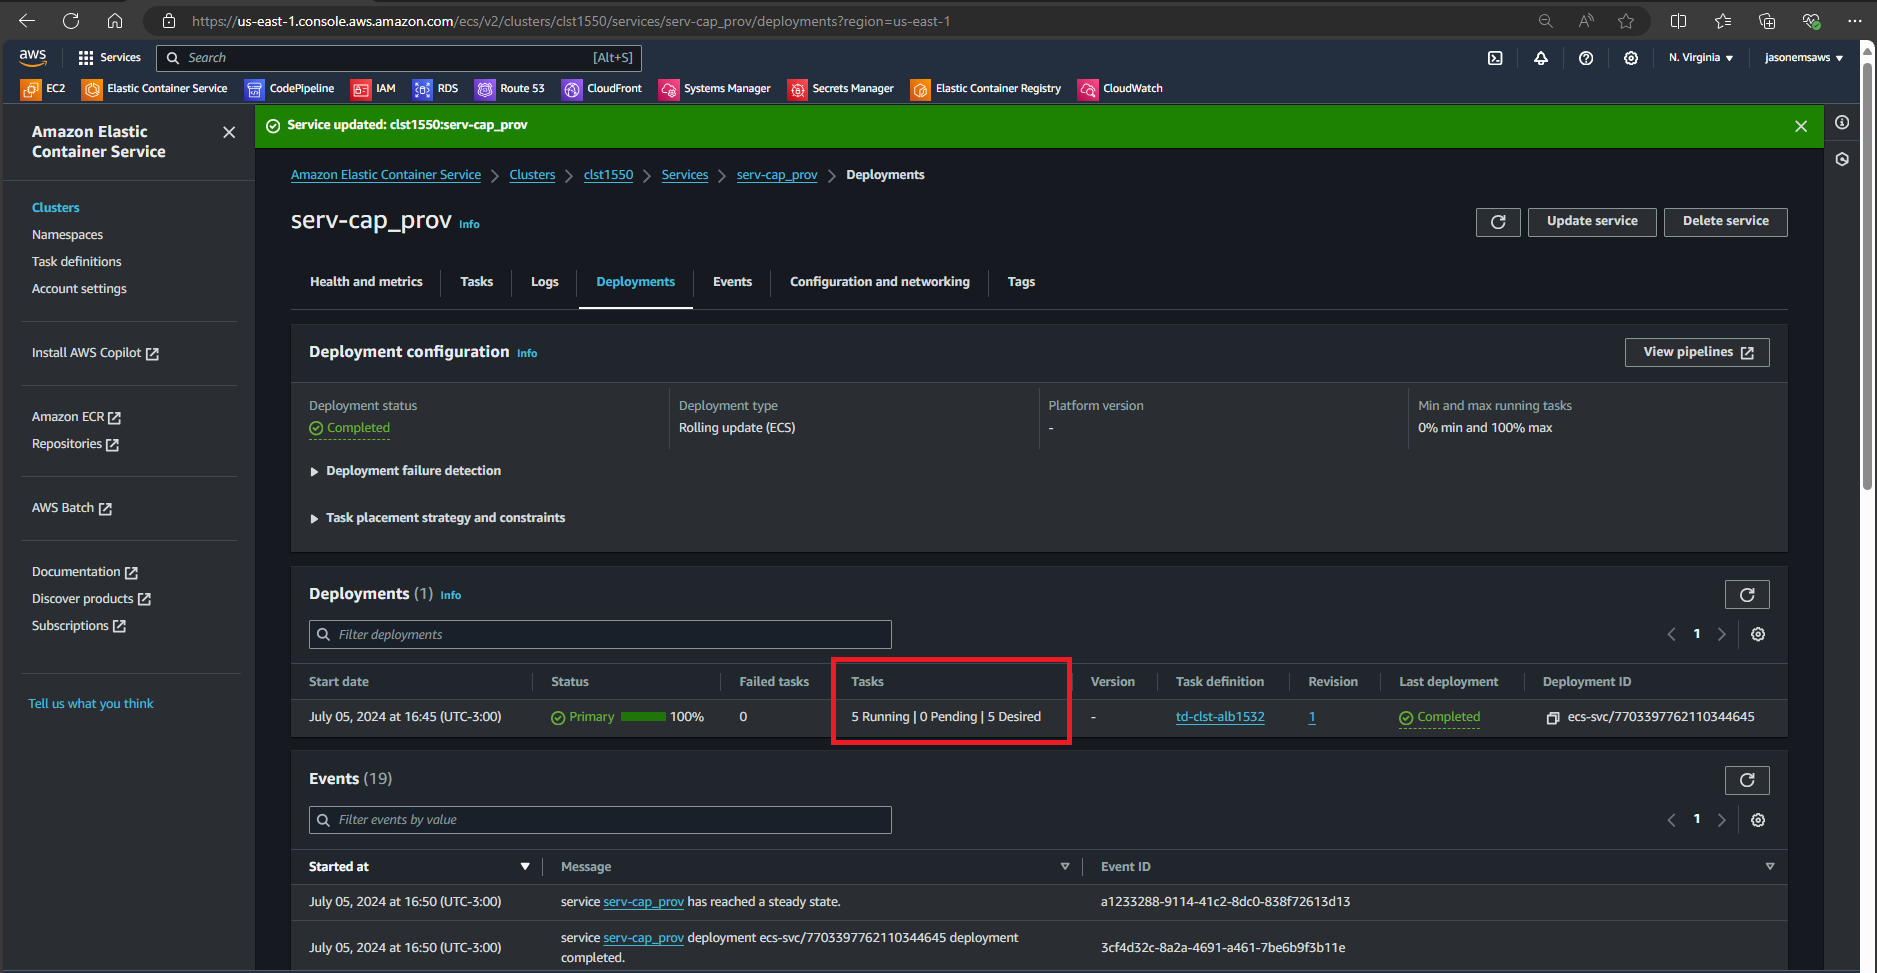 https://us-east-1.console.aws.amazon.com/ecs/v2/clusters/clst1550/services/serv-cap_prov/deployments?region=us-east-1
aws Services Search [Alt+S] N. Virginia jasonemsaws
EC2 Elastic Container Service CodePipeline IAM RDS Route 53 CloudFront Systems Manager Secrets Manager Elastic Container Registry CloudWatch
Amazon Elastic
Container Service
Clusters
Namespaces
Task definitions
Account settings
Install AWS Copilot
Amazon ECR
Repositories
AWS Batch
Documentation
Discover products
Subscriptions
Tell us what you think
Service updated: clst1550:serv-cap_prov
Amazon Elastic Container Service Clusters clst1550 Services serv-cap_prov Deployments
serv-cap_prov Info
Update service Delete service
Health and metrics Tasks Logs Deployments Events Configuration and networking Tags
Deployment configuration Info
View pipelines
Deployment status Deployment type Platform version Min and max running tasks
Completed Rolling update (ECS) - 0% min and 100% max
Deployment failure detection
Task placement strategy and constraints
Deployments (1) Info
Filter deployments
1
Start date Status Failed tasks Tasks Version Task definition Revision Last deployment Deployment ID
July 05, 2024 at 16:45 (UTC-3:00) Primary 100% 0 5 Running | 0 Pending | 5 Desired - td-clst-alb1532 1 Completed ecs-svc/7703397762110344645
Events (19)
Filter events by value
1
Started at Message Event ID
July 05, 2024 at 16:50 (UTC-3:00) service serv-cap_prov has reached a steady state. a1233288-9114-41c2-8dc0-838f72613d13
July 05, 2024 at 16:50 (UTC-3:00) service serv-cap_prov deployment ecs-svc/7703397762110344645 deployment 3cf4d32c-8a2a-4691-a461-7be6b9f3b11e
completed.